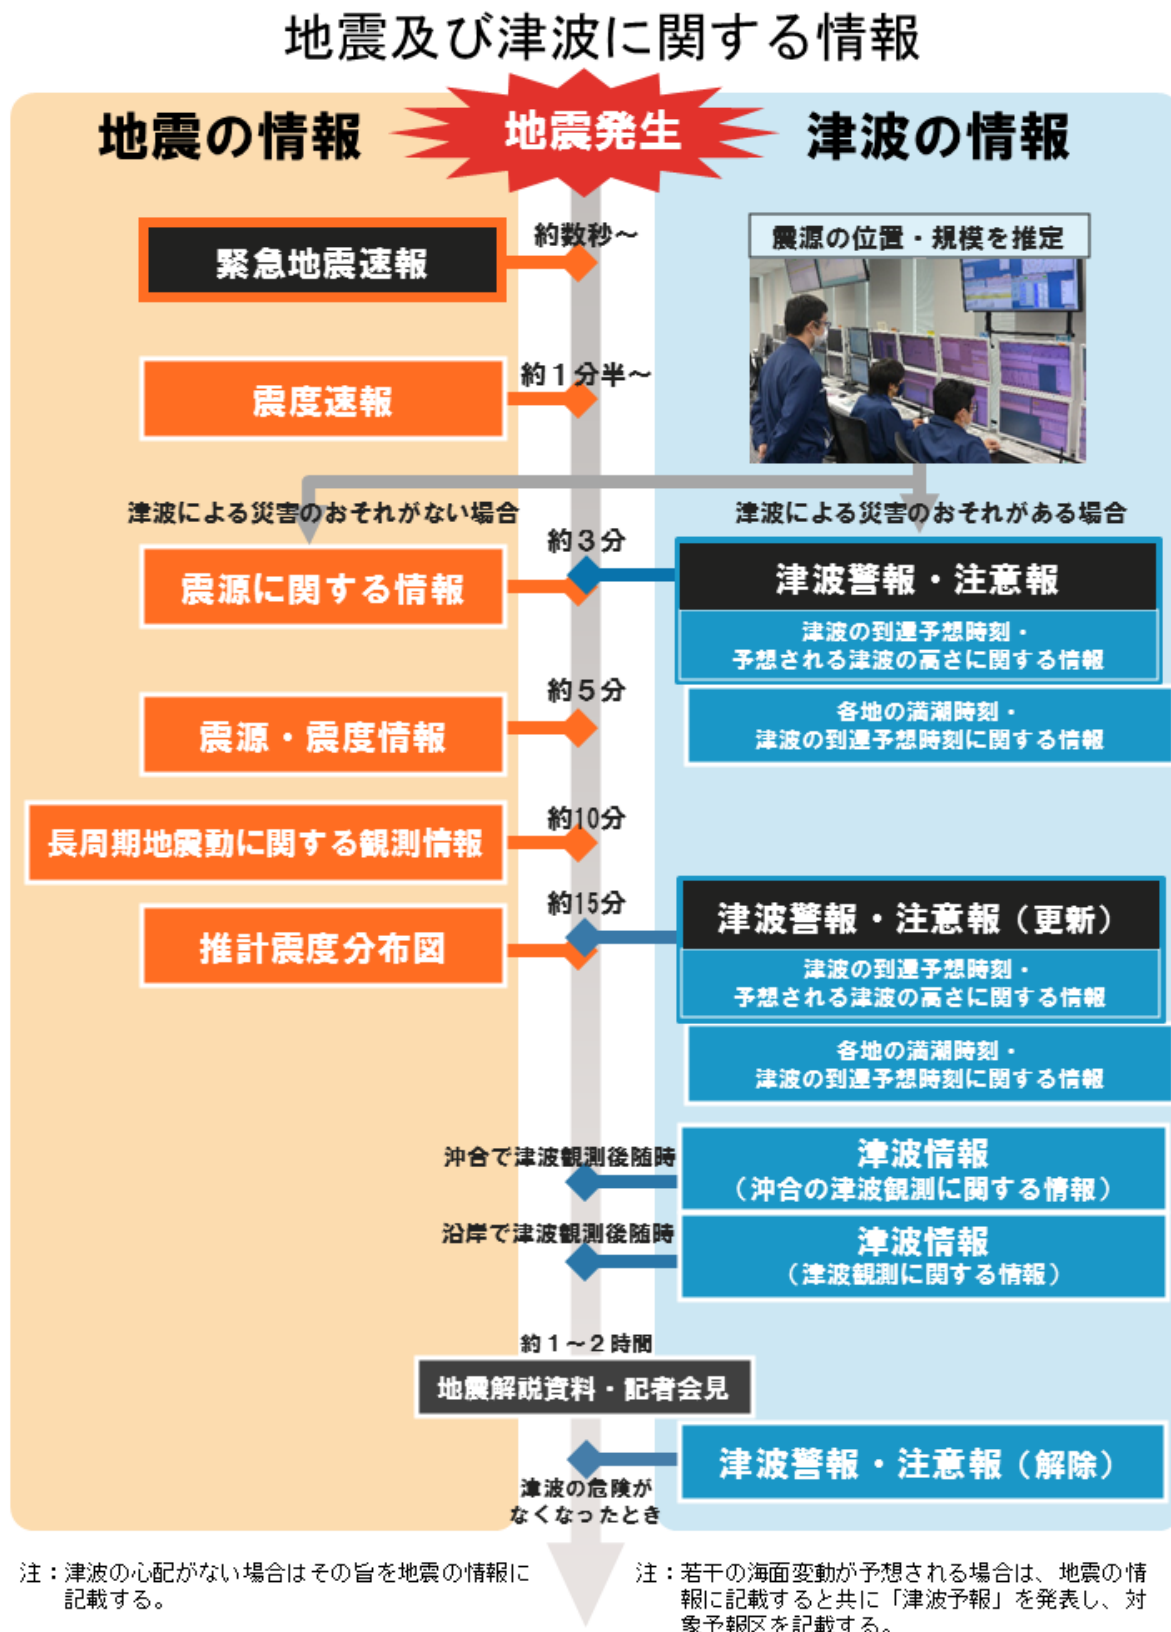 地震及び津波に関する情報
地震の情報
地震発生
津波の情報
緊急地震速報
約数秒～
震源の位置・規模を推定
震度速報
約１分半～
津波による災害のおそれがない場合
津波による災害のおそれがある場合
震源に関する情報
約３分
津波警報・注意報
津波の到達予想時刻・
予想される津波の高さに関する情報
震源・震度情報
約５分
各地の満潮時刻・
津波の到達予想時刻に関する情報
長周期地震動に関する観測情報
約10分
推計震度分布図
約15分
津波警報・注意報（更新）
津波の到達予想時刻・
予想される津波の高さに関する情報
各地の満潮時刻・
津波の到達予想時刻に関する情報
沖合で津波観測後随時
津波情報
（沖合の津波観測に関する情報）
沿岸で津波観測後随時
津波情報
（津波観測に関する情報）
約１～２時間
地震解説資料・記者会見
津波警報・注意報（解除）
津波の危険が
なくなったとき
注：津波の心配がない場合はその旨を地震の情報に
記載する。
注：若干の海面変動が予想される場合は、地震の情
報に記載すると共に「津波予報」を発表し、対
象予報区を記載する。